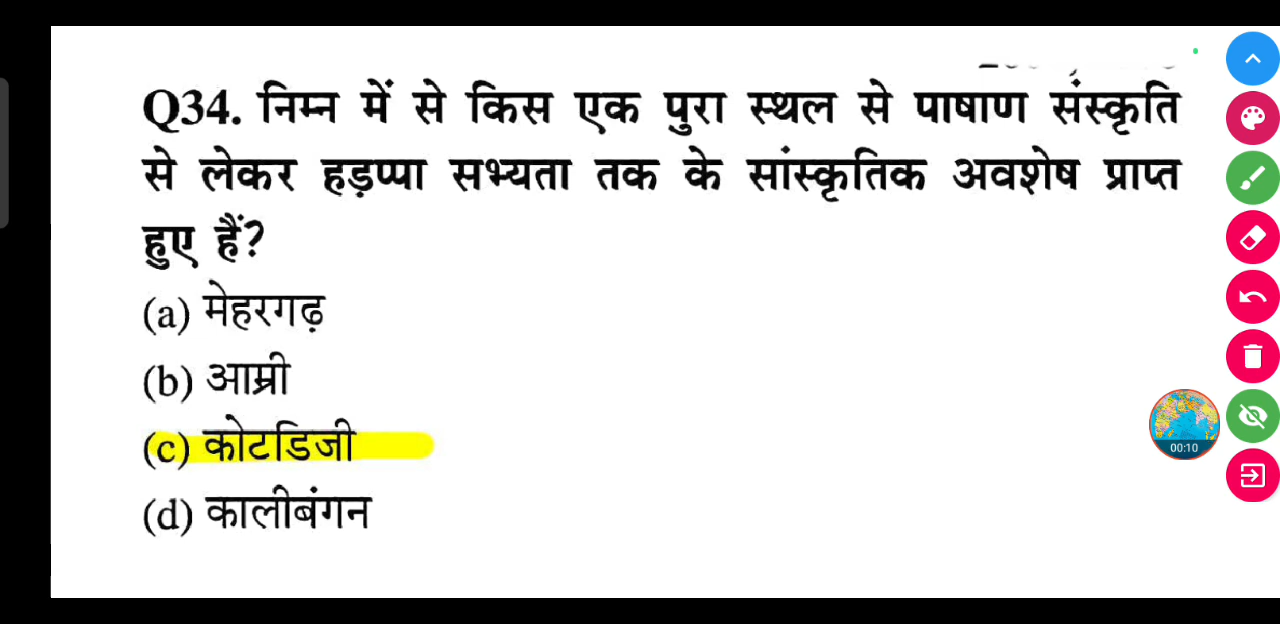 Q34. निम्न में से किस एक पुरा स्थल से पाषाण संस्कृति
से लेकर हड़प्पा सभ्यता तक के सांस्कृतिक अवशेष प्राप्त
हुए हैं?
(a) मेहरगढ़
(b) आम्री
(c) कोटडिजी
(d) कालीबंगन
00:10